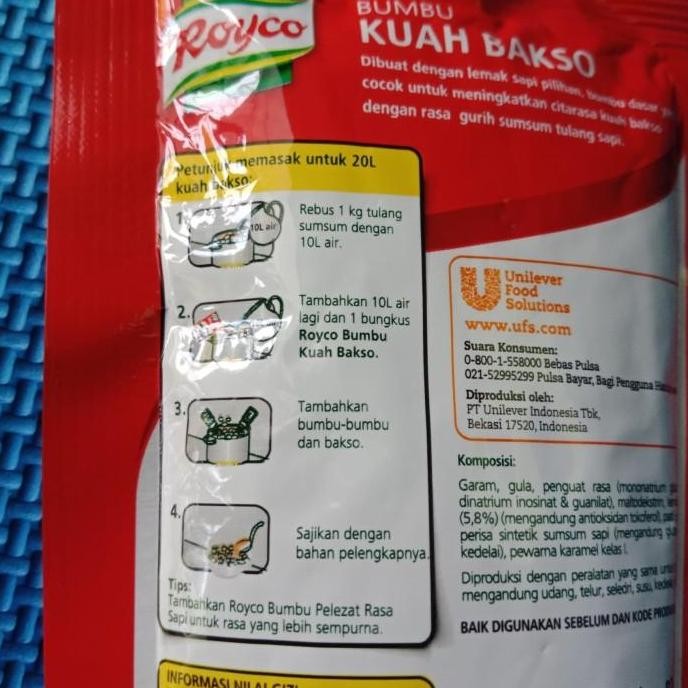 Royco
BUMBU
KUAH BAKSO
Dibuat dengan lemak sapi pilihan, bumbu dasar
cocok untuk meningkatkan citarasa kuah bakso
dengan rasa gurih sumsum tulang sapi.
Petunjuk memasak untuk 20L
kuah bakso:
1.
10L air
Rebus 1 kg tulang
sumsum dengan
10L air.
2.
Tambahkan 10L air
lagi dan 1 bungkus
Royco Bumbu
Kuah Bakso.
3.
Tambahkan
bumbu-bumbu
dan bakso.
4.
Sajikan dengan
bahan pelengkapnya.
Tips:
Tambahkan Royco Bumbu Pelezat Rasa
Sapi untuk rasa yang lebih sempurna.
INFORMASI NILAI GIZI
Unilever
Food
Solutions
www.ufs.com
Suara Konsumen:
0-800-1-558000 Bebas Pulsa
021-52995299 Pulsa Bayar, Bagi Pengguna
Diproduksi oleh:
PT Unilever Indonesia Tbk,
Bekasi 17520, Indonesia
Komposisi:
Garam, gula, penguat rasa (mononatrium
dinatrium inosinat & guanilat), maltodekstrin,
(5,8%) (mengandung antioksidan tokoferol),
perisa sintetik sumsum sapi (mengandung
kedelai), pewarna karamel kelas I.
Diproduksi dengan peralatan yang sama
mengandung udang, telur, seledri, susu,
BAIK DIGUNAKAN SEBELUM DAN KODE